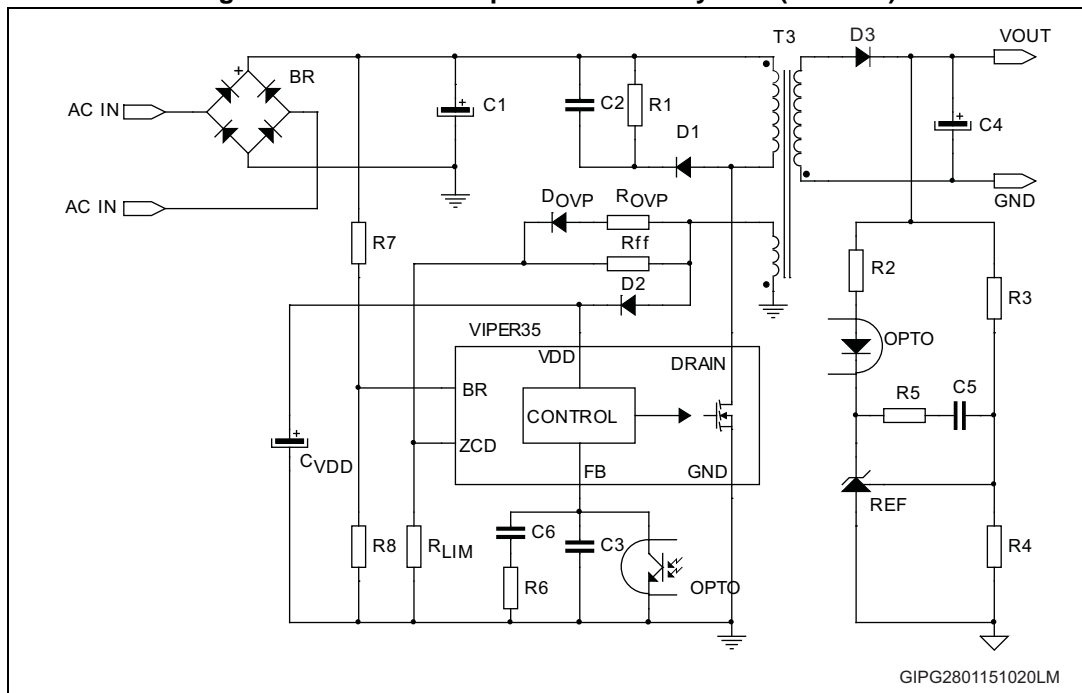 T3
D3
VOUT
BR
AC IN
C1
C2
R1
D1
C4
GND
AC IN
DOVP
ROVP
R7
Rff
R2
R3
D2
VIPER35
OPTO
VDD
DRAIN
BR
R5
C5
CONTROL
ZCD
CVDD
FB
GND
REF
R8
RLIM
C6
C3
R4
R6
OPTO
GIPG2801151020LM